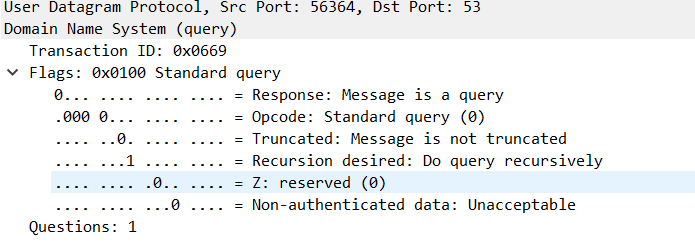 User Datagram Protocol, Src Port: 56364, Dst Port: 53
Domain Name System (query)
Transaction ID: 0x0669
Flags: 0x0100 Standard query
0... .... .... .... = Response: Message is a query
.000 0... .... .... = Opcode: Standard query (0)
.... ..0. .... .... = Truncated: Message is not truncated
.... ...1 .... .... = Recursion desired: Do query recursively
.... .... .0.. .... = Z: reserved (0)
.... .... ...0 .... = Non-authenticated data: Unacceptable
Questions: 1